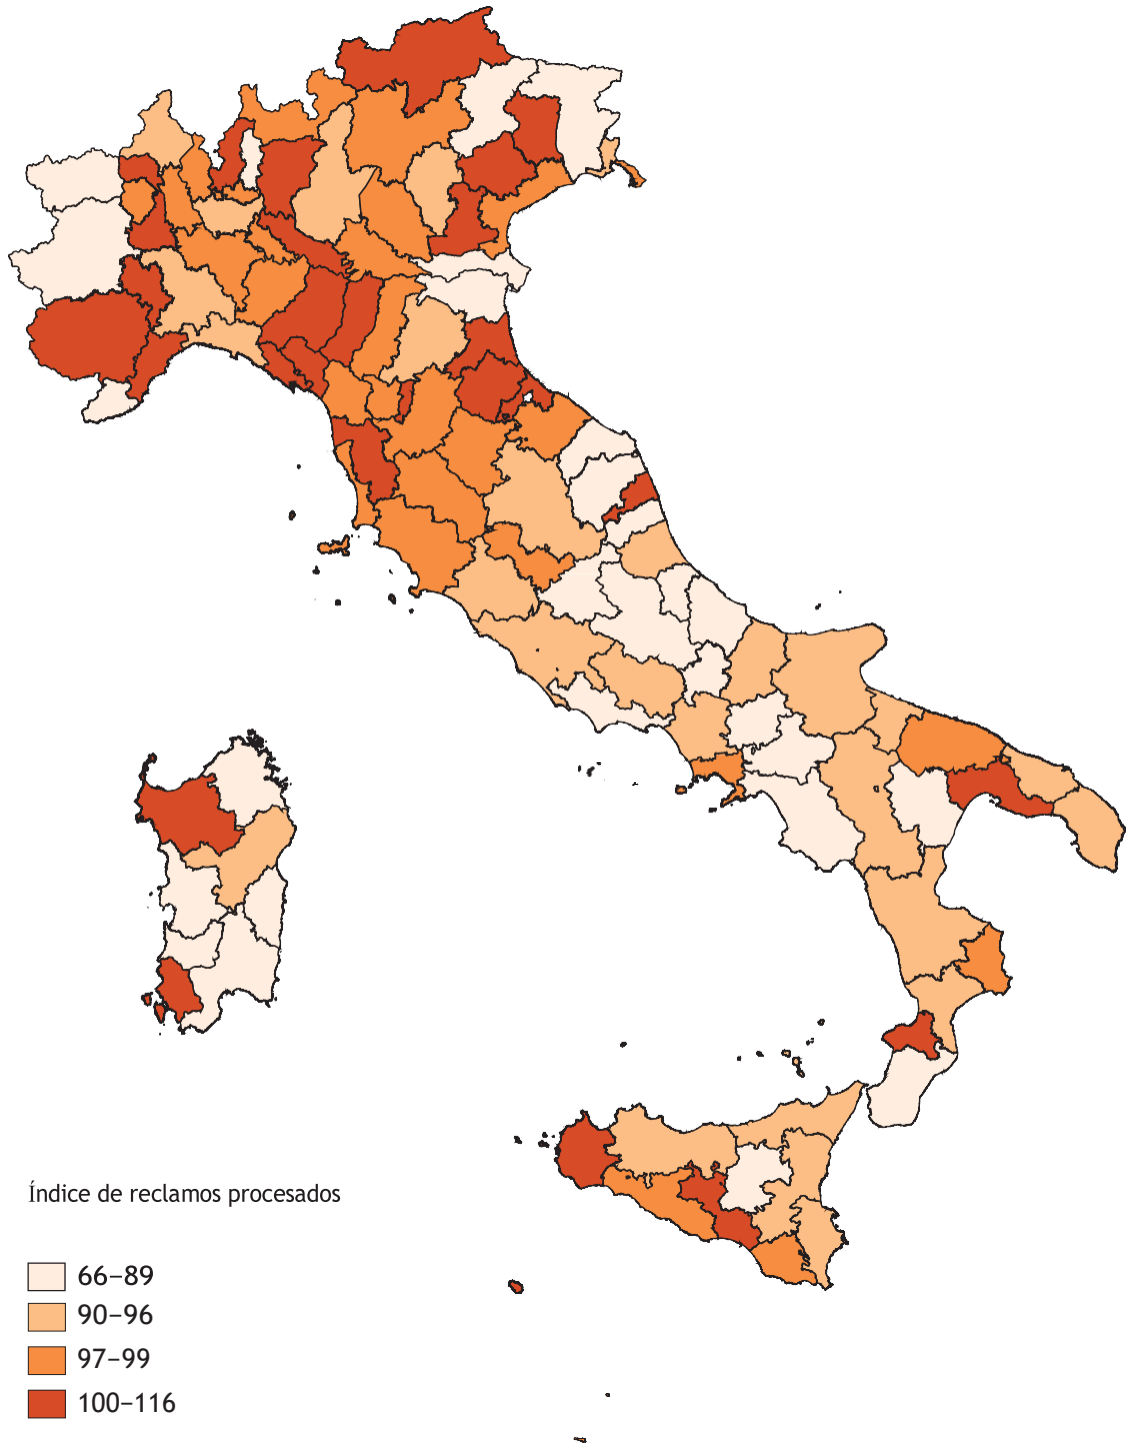 Índice de reclamos procesados
66–89
90–96
97–99
100–116